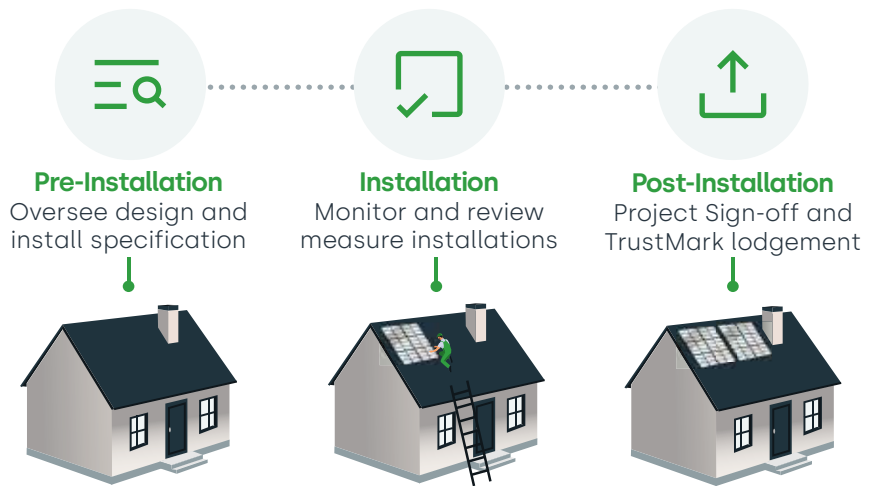 Pre-Installation
Oversee design and
install specification
Installation
Monitor and review
measure installations
Post-Installation
Project Sign-off and
TrustMark lodgement